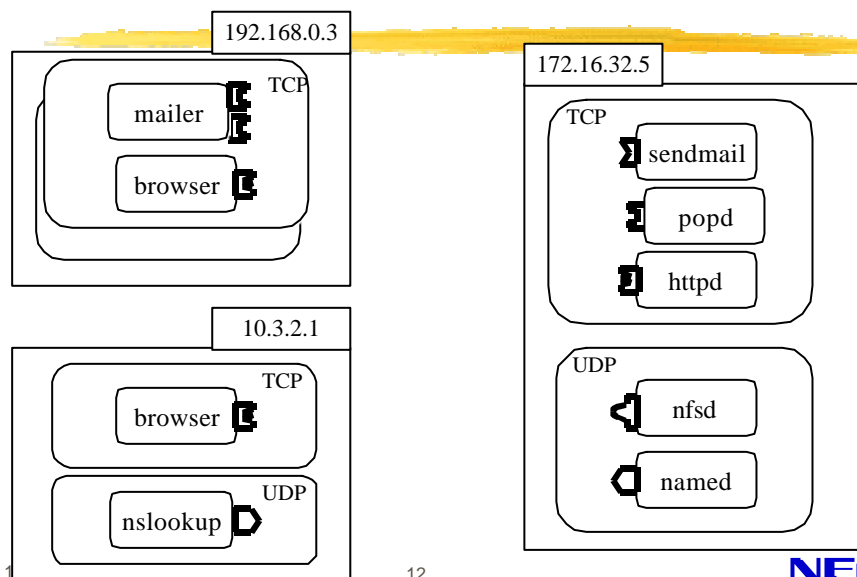 192.168.0.3
TCP
mailer
browser
10.3.2.1
TCP
browser
UDP
nslookup
172.16.32.5
TCP
sendmail
popd
httpd
UDP
nfsd
named
1
12